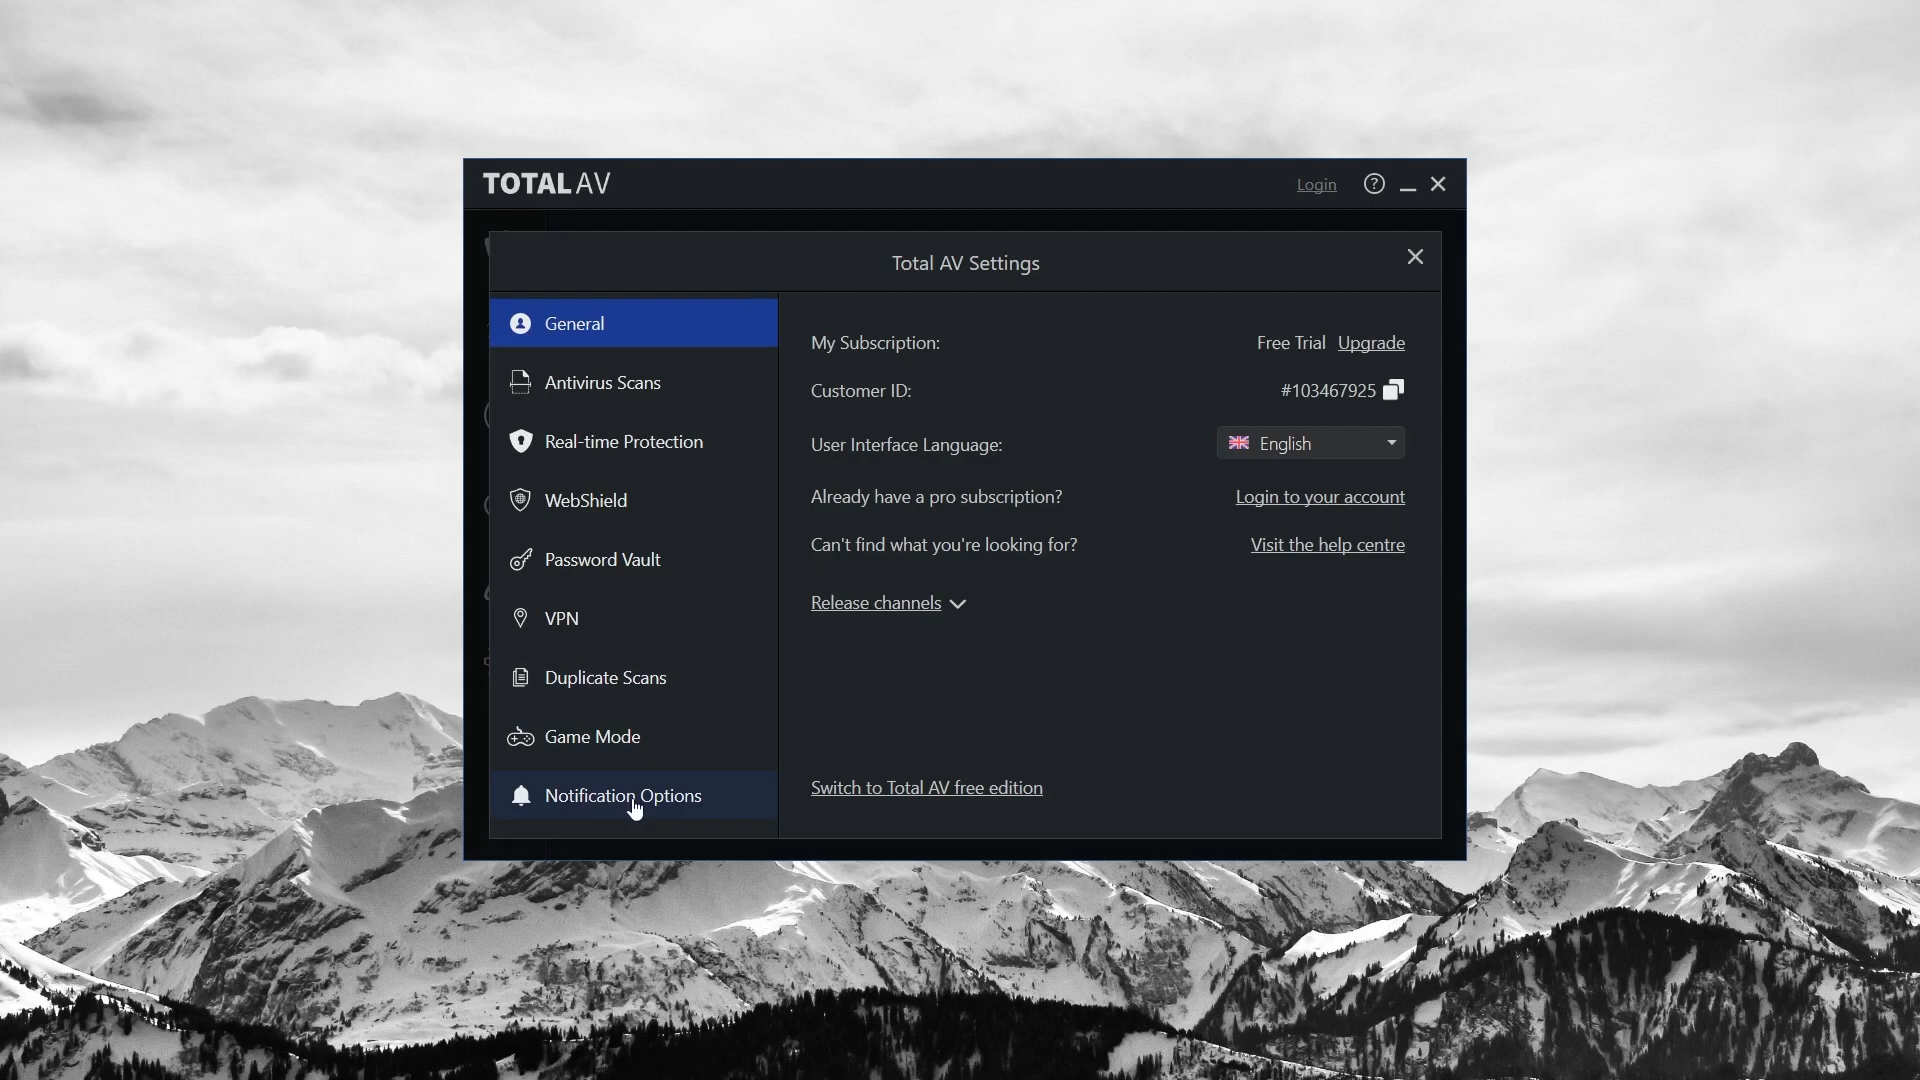 TOTAL AV
Login
Total AV Settings
General
Antivirus Scans
Real-time Protection
WebShield
Password Vault
VPN
Duplicate Scans
Game Mode
Notification Options
My Subscription: Free Trial Upgrade
Customer ID: #103467925
User Interface Language: English
Already have a pro subscription? Login to your account
Can't find what you're looking for? Visit the help centre
Release channels
Switch to Total AV free edition